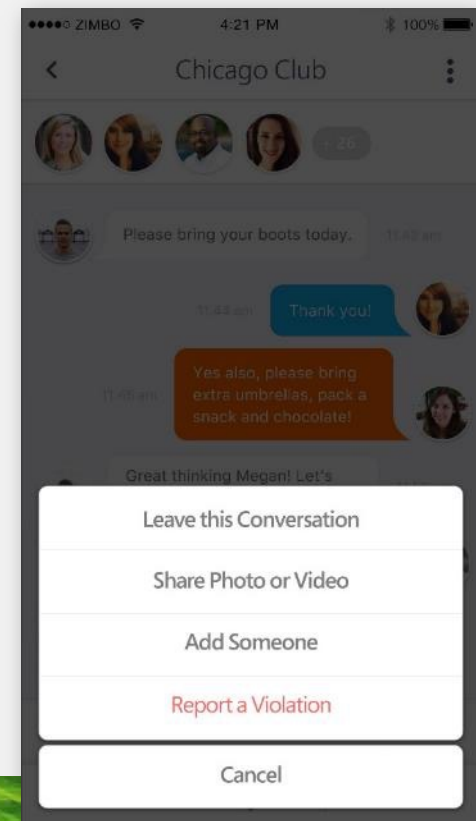 ZIMBO 4:21 PM 100%
Chicago Club
26
Please bring your boots today. 11:43 am
11:44 am Thank you!
Yes also, please bring
11:46 am extra umbrellas, pack a
snack and chocolate!
Great thinking Megan! Let's
Leave this Conversation
Share Photo or Video
Add Someone
Report a Violation
Cancel